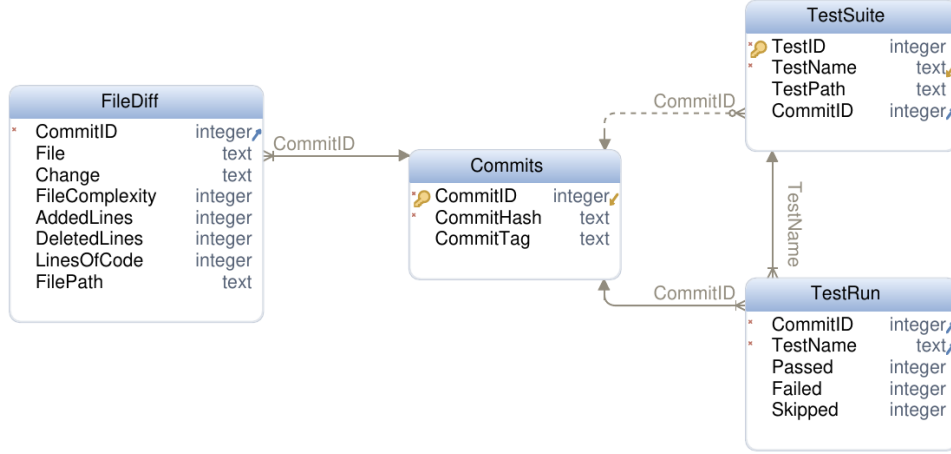 TestSuite
TestID integer
TestName text
TestPath text
CommitID integer
FileDiff
CommitID integer
File text
Change text
FileComplexity integer
AddedLines integer
DeletedLines integer
LinesOfCode integer
FilePath text
CommitID
CommitID
Commits
CommitID integer
CommitHash text
CommitTag text
TestName
CommitID
TestRun
CommitID integer
TestName text
Passed integer
Failed integer
Skipped integer